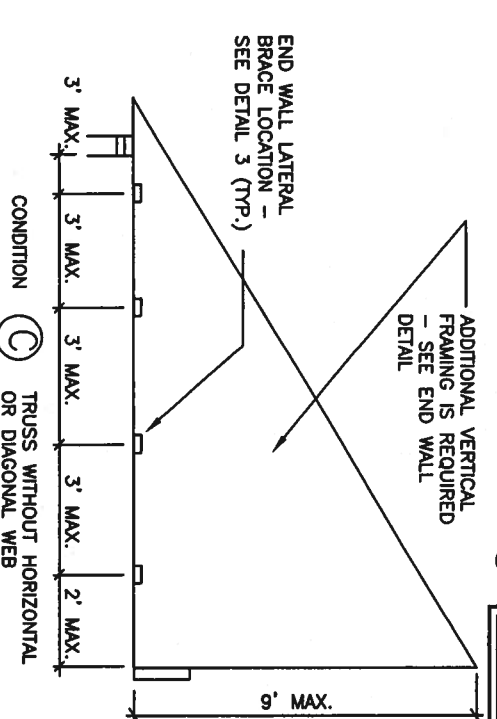 ADDITIONAL VERTICAL
FRAMING IS REQUIRED
- SEE END WALL
DETAIL
END WALL LATERAL
BRACE LOCATION -
SEE DETAIL 3 (TYP.)
9' MAX.
3' MAX.
3' MAX.
3' MAX.
3' MAX.
2' MAX.
CONDITION C TRUSS WITHOUT HORIZONTAL
OR DIAGONAL WEB